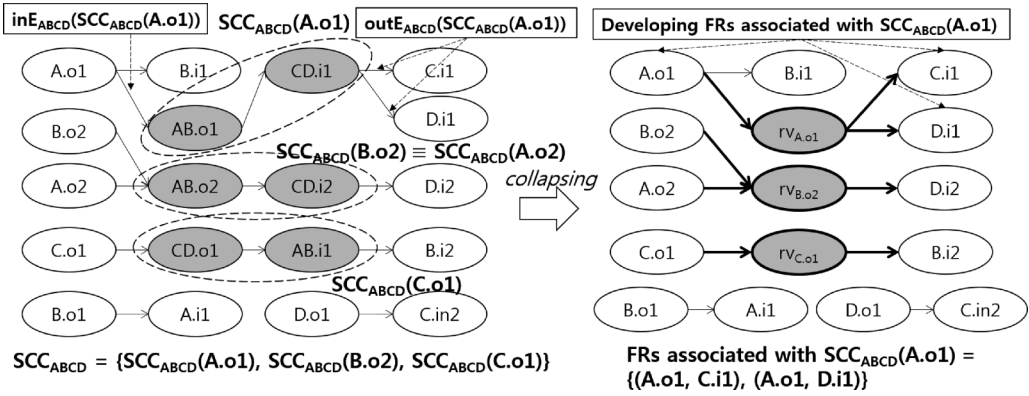 inE_ABCD(SCC_ABCD(A.o1))
SCC_ABCD(A.o1)
outE_ABCD(SCC_ABCD(A.o1))
A.o1
B.i1
CD.i1
C.i1
AB.o1
D.i1
B.o2
SCC_ABCD(B.o2) ≡ SCC_ABCD(A.o2)
A.o2
AB.o2
CD.i2
D.i2
C.o1
CD.o1
AB.i1
B.i2
SCC_ABCD(C.o1)
B.o1
A.i1
D.o1
C.in2
SCC_ABCD = {SCC_ABCD(A.o1), SCC_ABCD(B.o2), SCC_ABCD(C.o1)}
collapsing
Developing FRs associated with SCC_ABCD(A.o1)
A.o1
B.i1
C.i1
B.o2
rv_A.o1
D.i1
A.o2
rv_B.o2
D.i2
C.o1
rv_C.o1
B.i2
B.o1
A.i1
D.o1
C.in2
FRs associated with SCC_ABCD(A.o1) =
{(A.o1, C.i1), (A.o1, D.i1)}